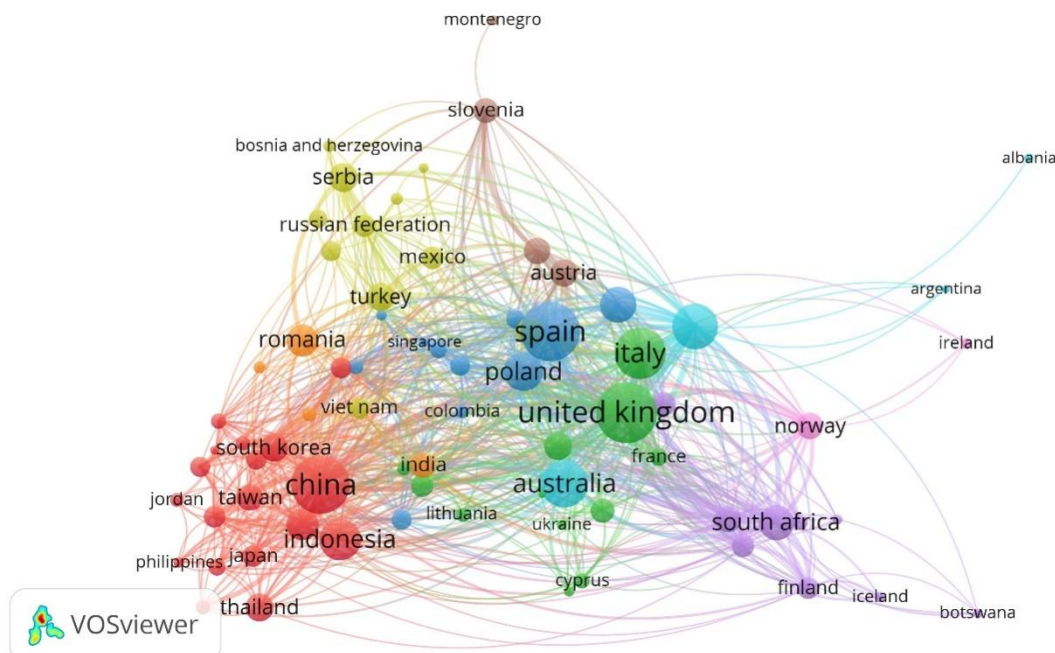 montenegro
slovenia
bosnia and herzegovina
albania
serbia
russian federation
mexico
austria
turkey
argentina
spain
romania
singapore
italy
ireland
poland
viet nam
colombia
united kingdom
norway
south korea
india
france
china
australia
jordan
taiwan
lithuania
ukraine
south africa
indonesia
philippines
japan
cyprus
finland
iceland
thailand
botswana
VOSviewer